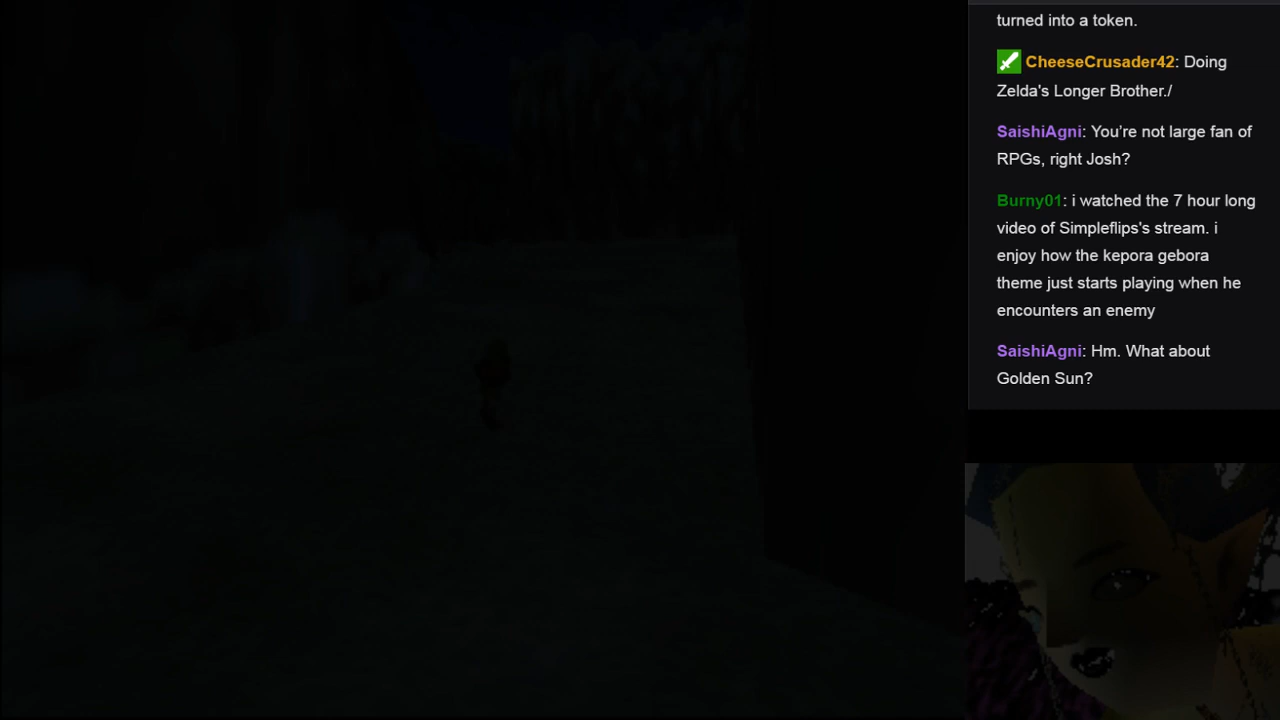 turned into a token.
CheeseCrusader42: Doing
Zelda's Longer Brother./
SaishiAgni: You’re not large fan of
RPGs, right Josh?
Burny01: i watched the 7 hour long
video of Simpleflips's stream. i
enjoy how the kepora gebora
theme just starts playing when he
encounters an enemy
SaishiAgni: Hm. What about
Golden Sun?